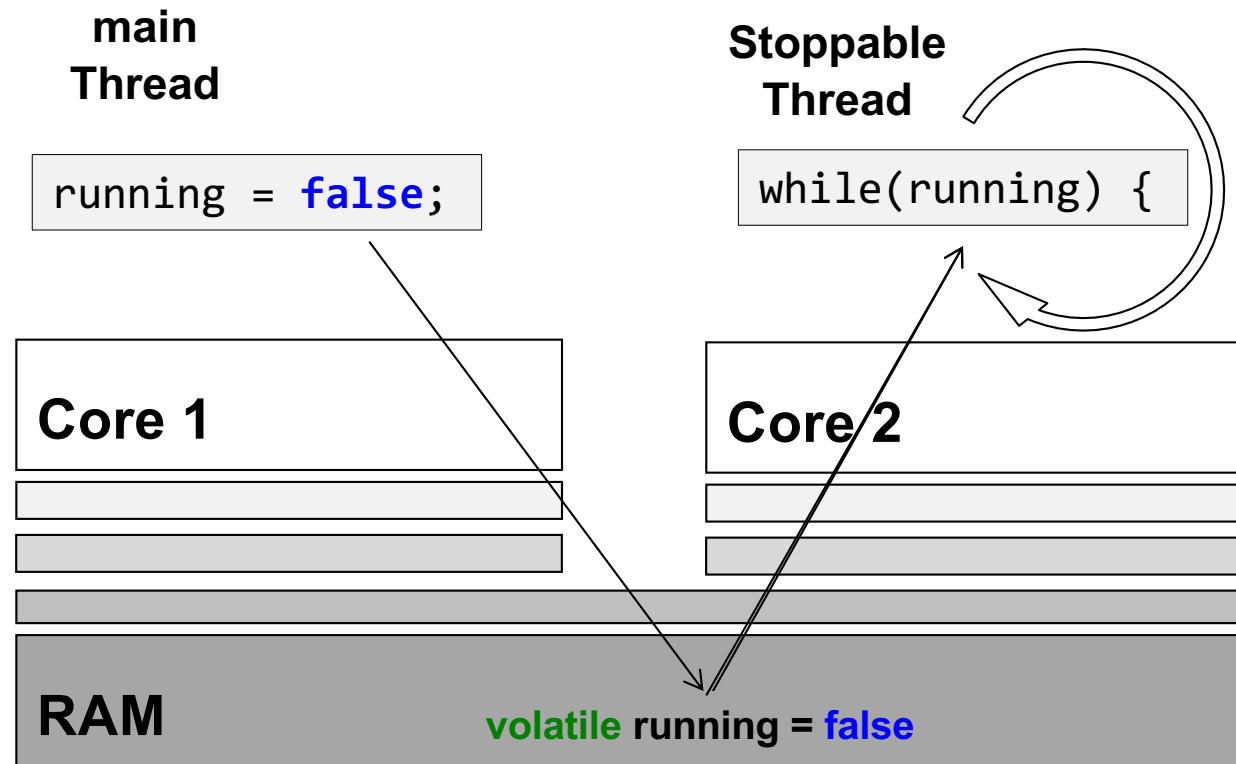 main
Thread
running = false;
Stoppable
Thread
while(running) {
Core 1
Core 2
RAM
volatile running = false